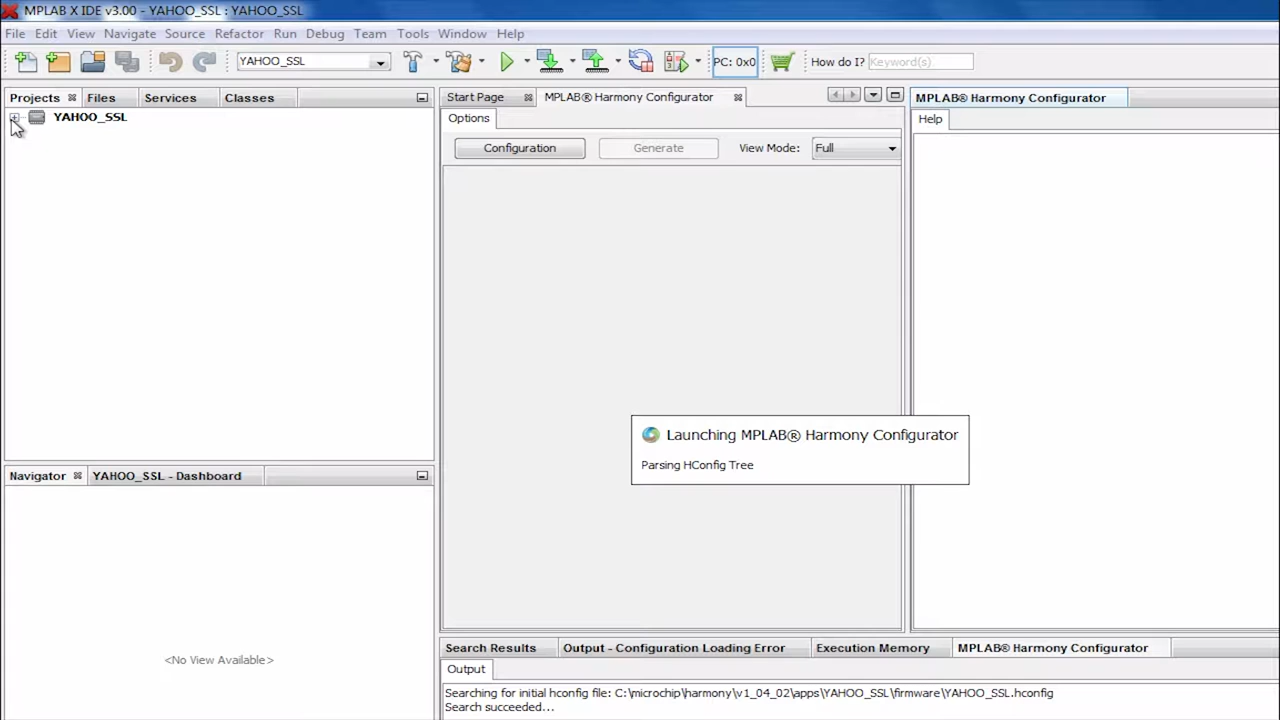 MPLAB X IDE v3.00 - YAHOO_SSL : YAHOO_SSL
File Edit View Navigate Source Refactor Run Debug Team Tools Window Help
YAHOO_SSL PC: 0x0 How do I? Keyword(s)
Projects Files Services Classes
YAHOO_SSL
Start Page MPLAB® Harmony Configurator
Options
Configuration Generate View Mode: Full
MPLAB® Harmony Configurator
Help
Launching MPLAB® Harmony Configurator
Parsing HConfig Tree
Navigator YAHOO_SSL - Dashboard
<No View Available>
Search Results Output - Configuration Loading Error Execution Memory MPLAB® Harmony Configurator
Output
Searching for initial hconfig file: C:\microchip\harmony\v1_04_02\apps\YAHOO_SSL\firmware\YAHOO_SSL.hconfig
Search succeeded...